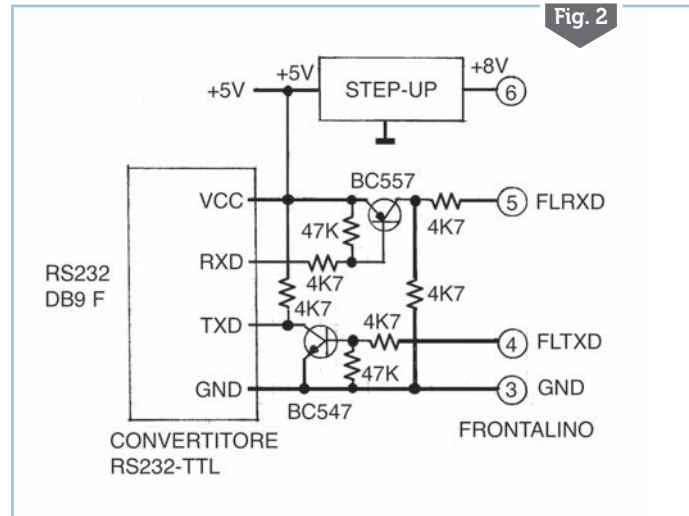 Fig. 2
+5V
+5V
STEP-UP
+8V
6
BC557
VCC
5 FLRXD
47K
4K7
RXD
4K7
RS232
DB9 F
4K7
4K7
TXD
4K7
4 FLTXD
47K
GND
3 GND
BC547
FRONTALINO
CONVERTITORE
RS232-TTL